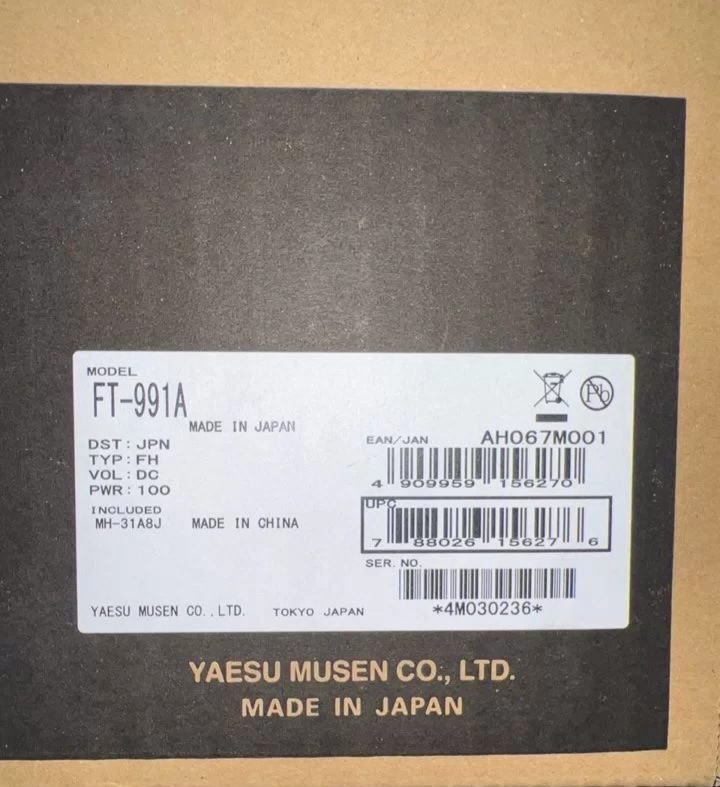 MODEL
FT-991A
MADE IN JAPAN
DST : JPN
TYP : FH
VOL : DC
PWR : 100
INCLUDED
MH-31A8J MADE IN CHINA
YAESU MUSEN CO.,LTD. TOKYO JAPAN
Pb
EAN/JAN AH067M001
4 909959 156270
UPC
7 88026 15627 6
SER. NO.
*4M030236*
YAESU MUSEN CO., LTD.
MADE IN JAPAN